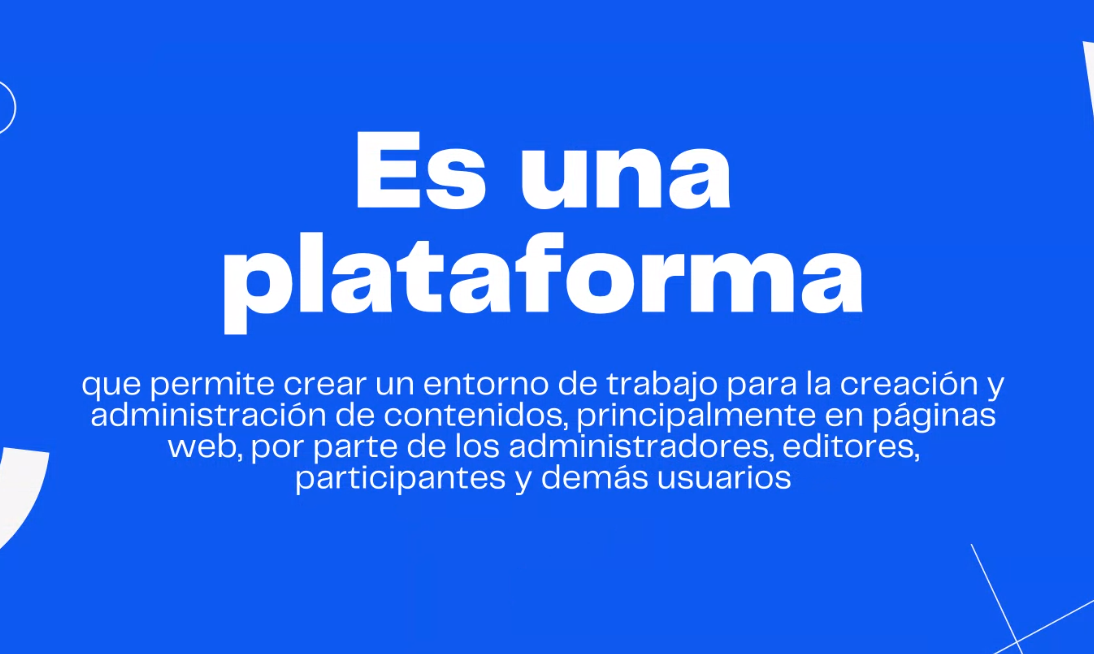 Es una
plataforma
que permite crear un entorno de trabajo para la creación y
administración de contenidos, principalmente en páginas
web, por parte de los administradores, editores,
participantes y demás usuarios